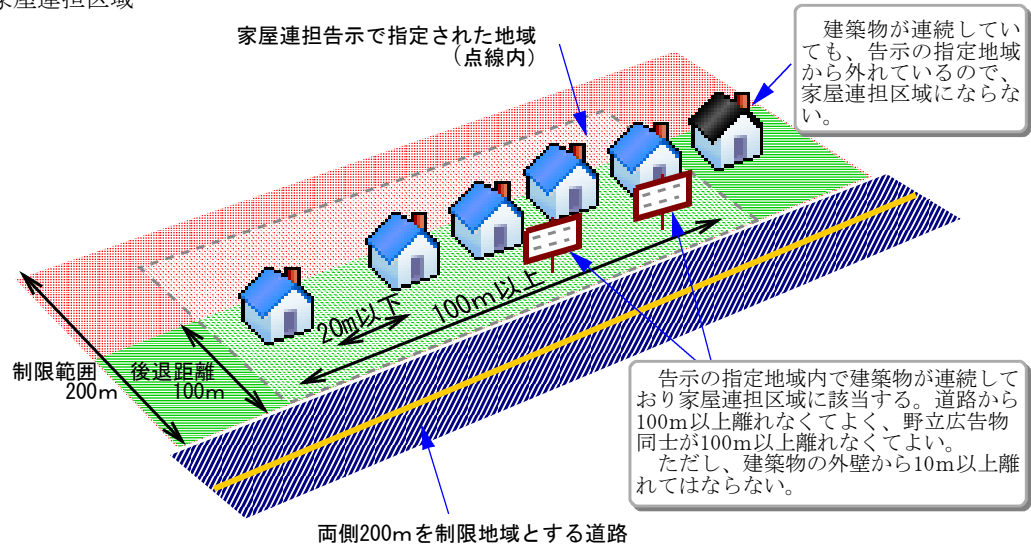 家屋連担区域
家屋連担告示で指定された地域
(点線内)
建築物が連続してい
ても、告示の指定地域
から外れているので、
家屋連担区域にならな
い。
20m以下
100m以上
制限範囲
200m
後退距離
100m
告示の指定地域内で建築物が連続して
おり家屋連担区域に該当する。道路から
100m以上離れなくてよく、野立広告物
同士が100m以上離れなくてよい。
ただし、建築物の外壁から10m以上離
れてはならない。
両側200mを制限地域とする道路